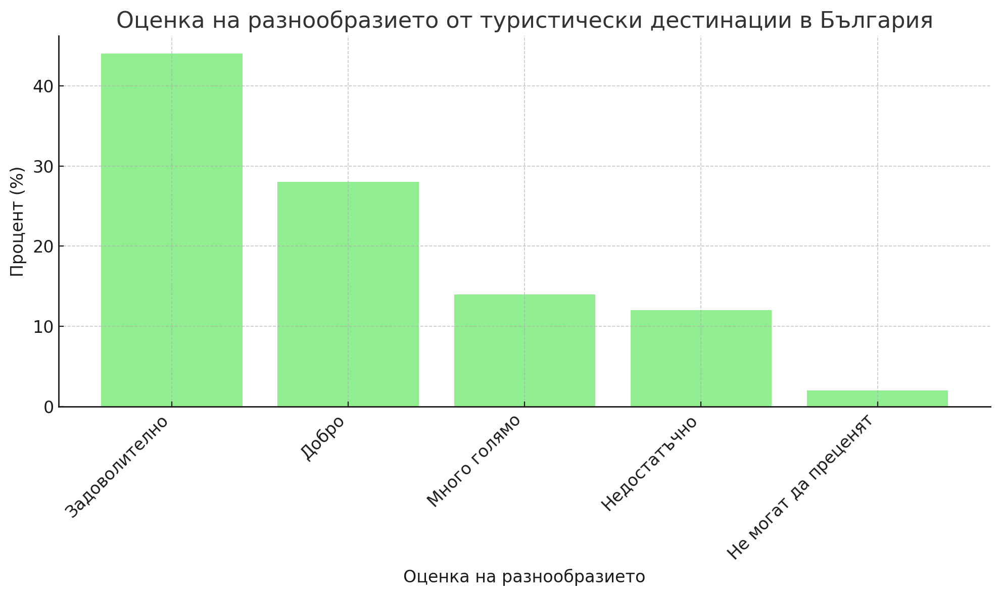 Оценка на разнообразието от туристически дестинации в България
Процент (%)
40
30
20
10
0
Задоволително
Добро
Много голямо
Недостатъчно
Не могат да преценят
Оценка на разнообразието